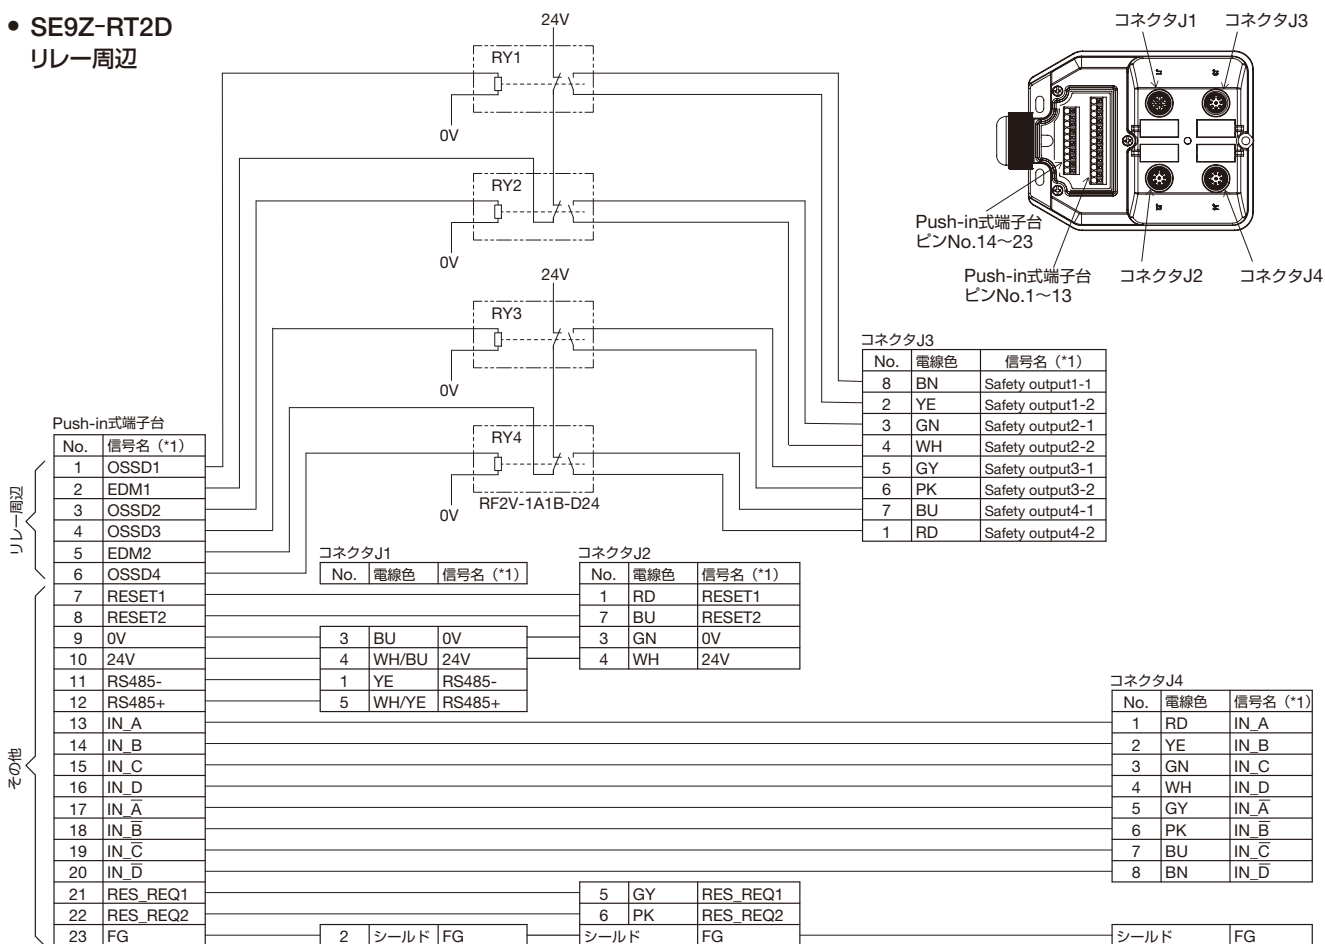 • SE9Z-RT2D
リレー周辺
24V
RY1
0V
RY2
0V
24V
RY3
0V
RY4
RF2V-1A1B-D24
0V
コネクタJ1 コネクタJ3
J1 J3
J2 J4
Push-in式端子台
ピンNo.14~23
Push-in式端子台
ピンNo.1~13
コネクタJ2 コネクタJ4
コネクタJ3
No. 電線色 信号名(*1)
8 BN Safety output1-1
2 YE Safety output1-2
3 GN Safety output2-1
4 WH Safety output2-2
5 GY Safety output3-1
6 PK Safety output3-2
7 BU Safety output4-1
1 RD Safety output4-2
Push-in式端子台
No. 信号名(*1)
1 OSSD1
2 EDM1
3 OSSD2
4 OSSD3
5 EDM2
6 OSSD4
7 RESET1
8 RESET2
9 0V
10 24V
11 RS485-
12 RS485+
13 IN_A
14 IN_B
15 IN_C
16 IN_D
17 IN_A̅
18 IN_B̅
19 IN_C̅
20 IN_D̅
21 RES_REQ1
22 RES_REQ2
23 FG
リレー周辺
その他
コネクタJ1
No. 電線色 信号名(*1)
3 BU 0V
4 WH/BU 24V
1 YE RS485-
5 WH/YE RS485+
2 シールド FG
コネクタJ2
No. 電線色 信号名(*1)
1 RD RESET1
7 BU RESET2
3 GN 0V
4 WH 24V
5 GY RES_REQ1
6 PK RES_REQ2
シールド FG
コネクタJ4
No. 電線色 信号名(*1)
1 RD IN_A
2 YE IN_B
3 GN IN_C
4 WH IN_D
5 GY IN_A̅
6 PK IN_B̅
7 BU IN_C̅
8 BN IN_D̅
シールド FG